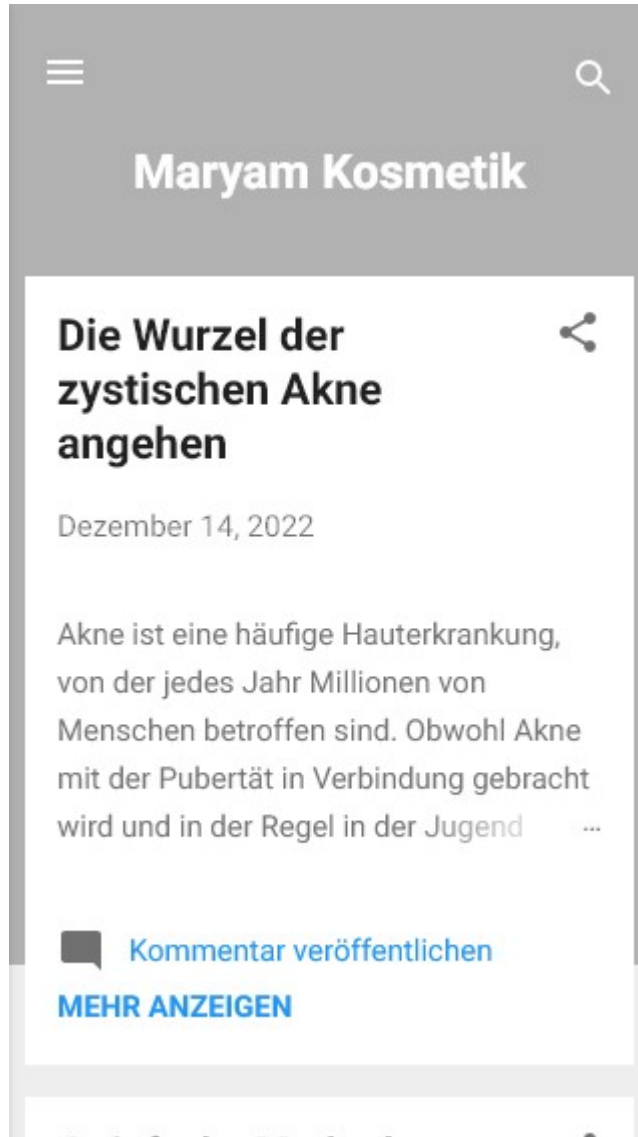 Maryam Kosmetik
Die Wurzel der
zystischen Akne
angehen
Dezember 14, 2022
Akne ist eine häufige Hauterkrankung,
von der jedes Jahr Millionen von
Menschen betroffen sind. Obwohl Akne
mit der Pubertät in Verbindung gebracht
wird und in der Regel in der Jugend ...
Kommentar veröffentlichen
MEHR ANZEIGEN